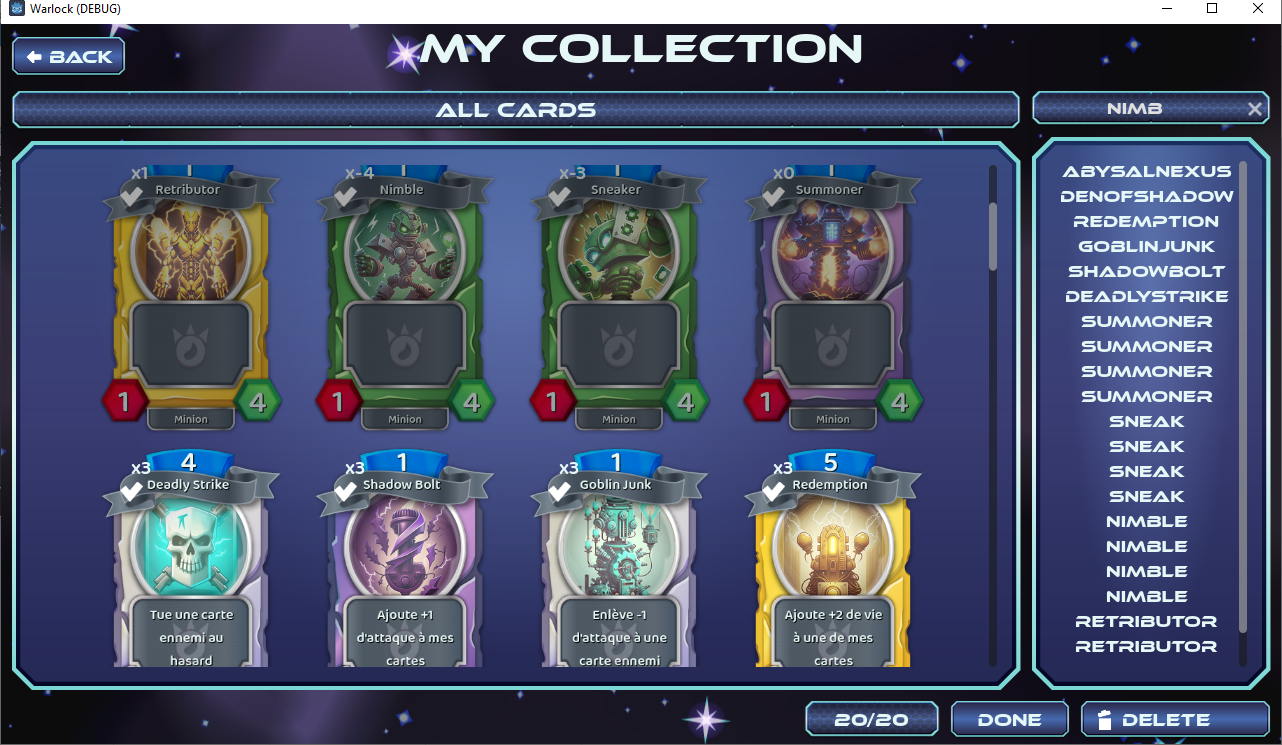 Warlock (DEBUG)
BACK
MY COLLECTION
ALL CARDS
NIMB
x1
Retributor
x-4
1
Nimble
x-3
1
Sneaker
x0
Summoner
1
4
Minion
1
4
Minion
1
4
Minion
1
4
Minion
x3
4
Deadly Strike
Tue une carte
ennemi au
hasard
x3
1
Shadow Bolt
Ajoute +1
d'attaque à mes
cartes
x3
1
Goblin Junk
Enlève -1
d'attaque à une
carte ennemi
x3
5
Redemption
Ajoute +2 de vie
à une de mes
cartes
ABYSALNEXUS
DENOFSHADOW
REDEMPTION
GOBLINJUNK
SHADOWBOLT
DEADLYSTRIKE
SUMMONER
SUMMONER
SUMMONER
SUMMONER
SNEAK
SNEAK
SNEAK
SNEAK
NIMBLE
NIMBLE
NIMBLE
NIMBLE
RETRIBUTOR
RETRIBUTOR
20/20
DONE
DELETE